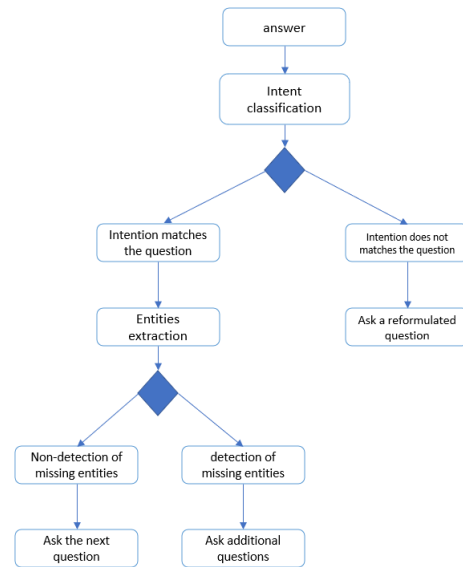 answer
Intent
classification
Intention matches
the question
Intention does not
matches the question
Entities
extraction
Ask a reformulated
question
Non-detection of
missing entities
detection of
missing entities
Ask the next
question
Ask additional
questions